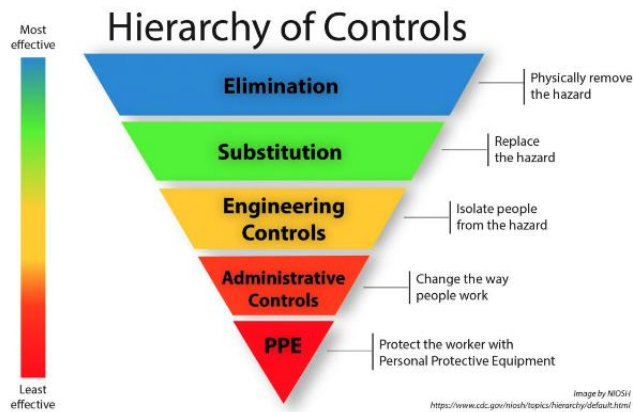 Hierarchy of Controls
Most
effective
Elimination
Physically remove
the hazard
Substitution
Replace
the hazard
Engineering
Controls
Isolate people
from the hazard
Administrative
Controls
Change the way
people work
PPE
Protect the worker with
Personal Protective Equipment
Least
effective
Image by NIOSH
https://www.cdc.gov/niosh/topics/hierarchy/default.html